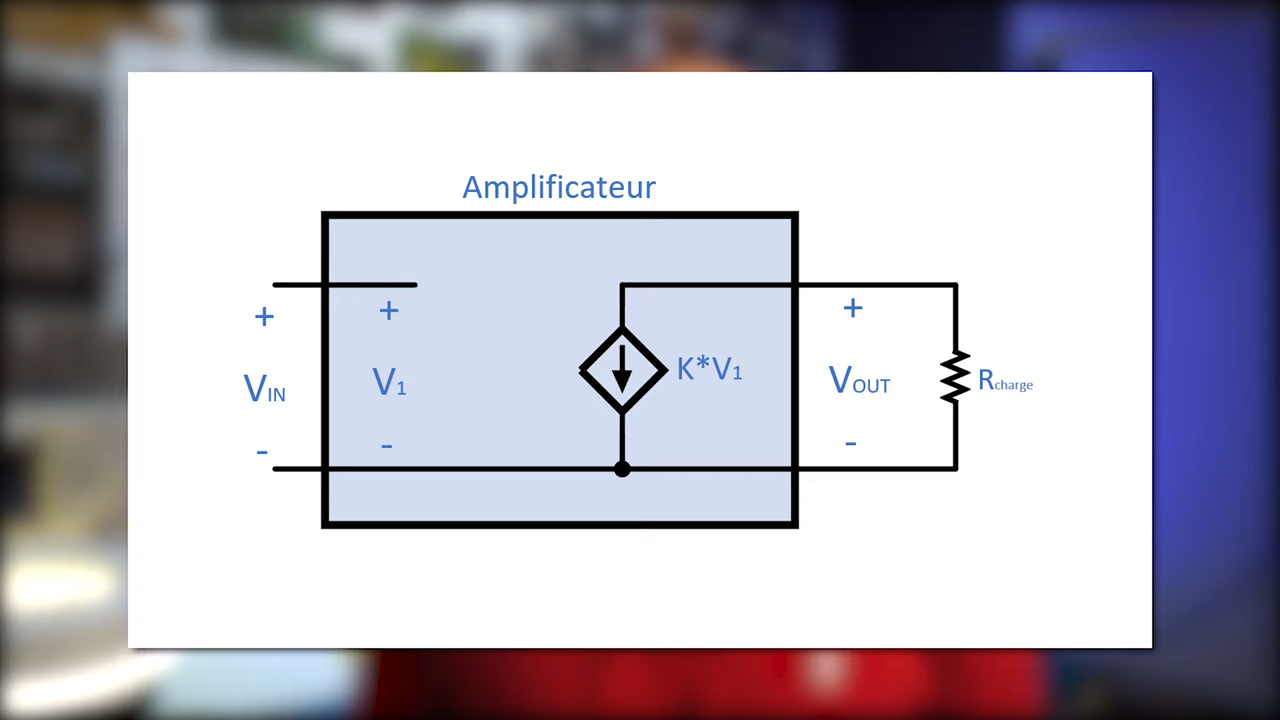 Amplificateur
+ + +
VIN V1 K*V1 VOUT Rcharge
- - -